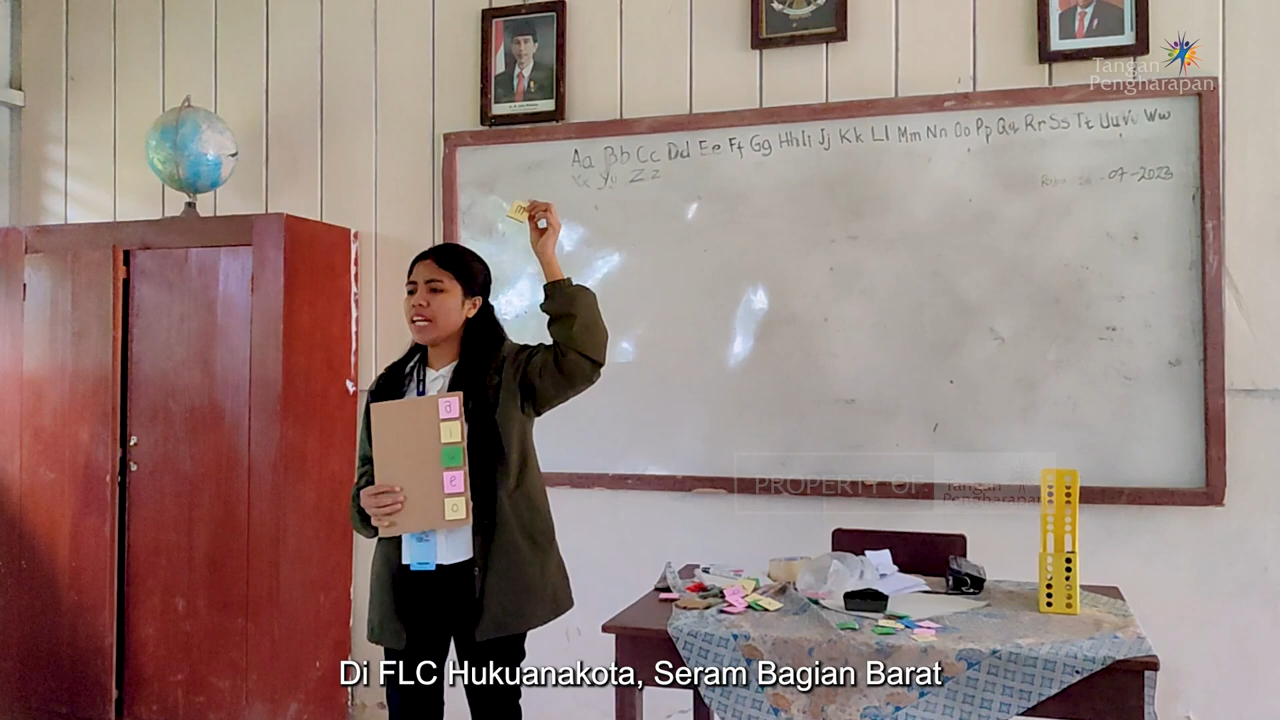 Tangan
Pengharapan
Aa Bb Cc Dd Ee Ff Gg Hh Ii Jj Kk Ll Mm Nn Oo Pp Qq Rr Ss Tt Uu Vv Ww
Xx Yy Zz
-07-2023
m
a
i
u
e
o
PROPERTY OF
Tangan
Pengharapan
Di FLC Hukuanakota, Seram Bagian Barat